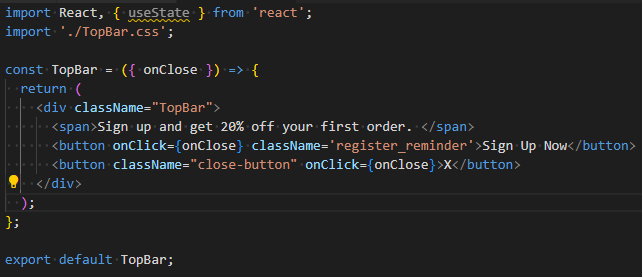 import React, { useState } from 'react';
import './TopBar.css';

const TopBar = ({ onClose }) => {
  return (
    <div className="TopBar">
      <span>Sign up and get 20% off your first order. </span>
      <button onClick={onClose} className='register_reminder'>Sign Up Now</button>
      <button className="close-button" onClick={onClose}>X</button>
    </div>
  );
};

export default TopBar;